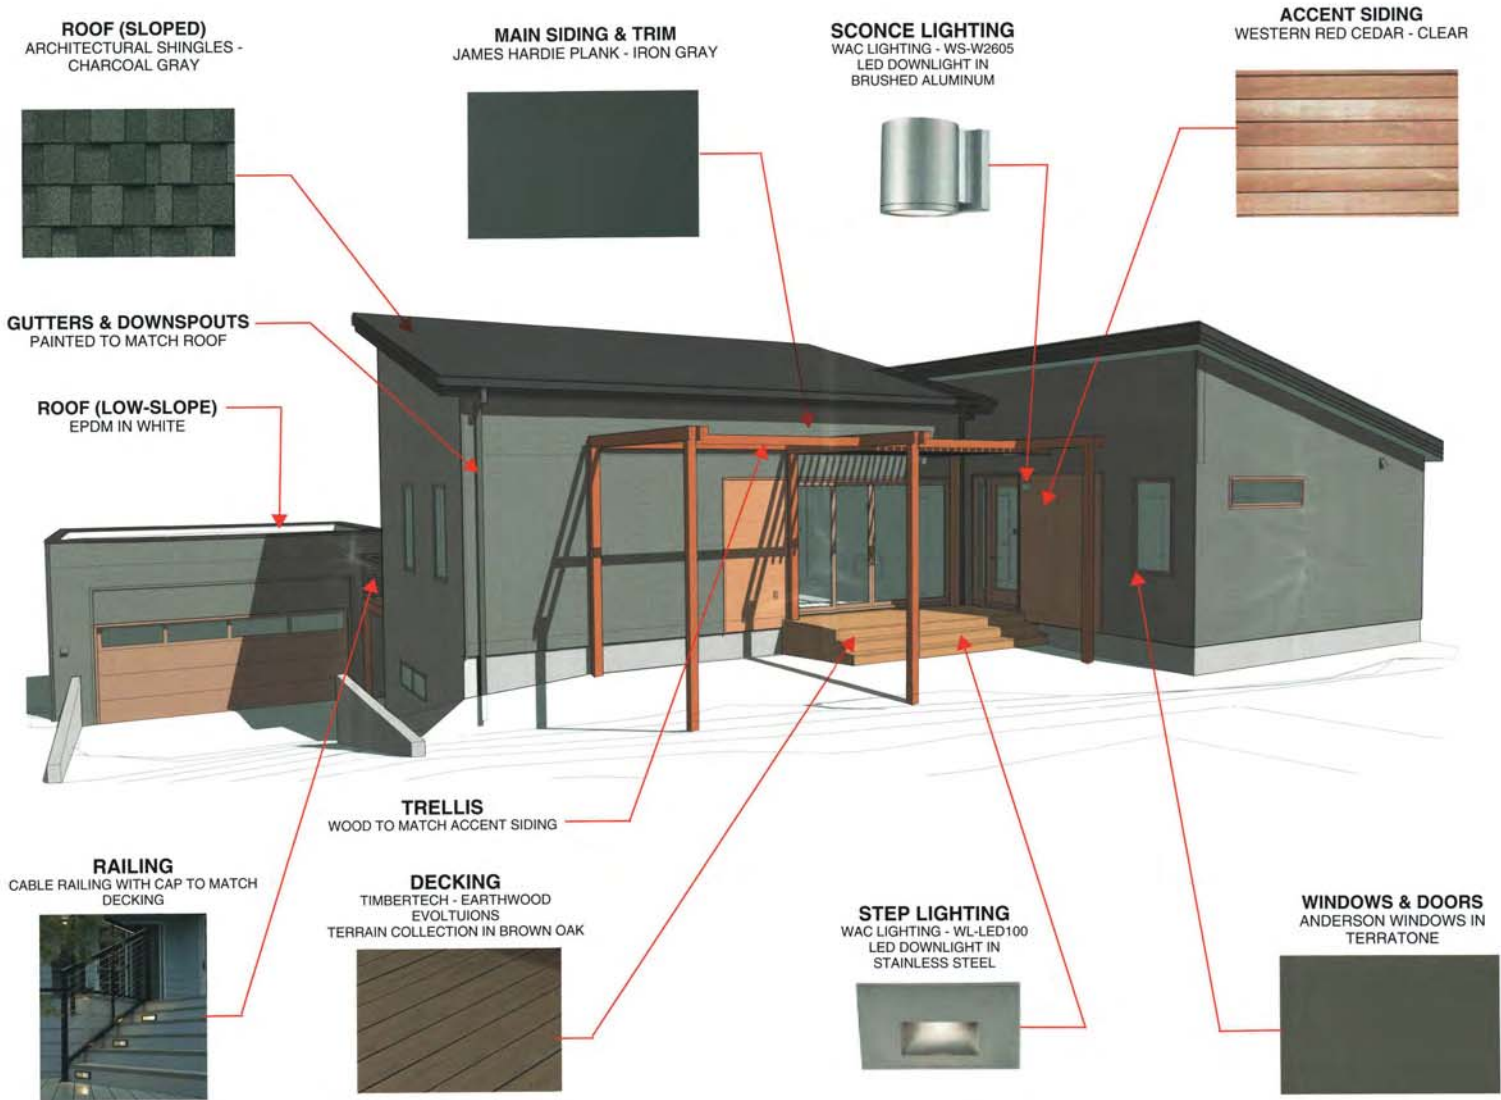 ROOF (SLOPED)
ARCHITECTURAL SHINGLES -
CHARCOAL GRAY
MAIN SIDING & TRIM
JAMES HARDIE PLANK - IRON GRAY
SCONCE LIGHTING
WAC LIGHTING - WS-W2605
LED DOWNLIGHT IN
BRUSHED ALUMINUM
ACCENT SIDING
WESTERN RED CEDAR - CLEAR
GUTTERS & DOWNSPOUTS
PAINTED TO MATCH ROOF
ROOF (LOW-SLOPE)
EPDM IN WHITE
TRELLIS
WOOD TO MATCH ACCENT SIDING
RAILING
CABLE RAILING WITH CAP TO MATCH
DECKING
DECKING
TIMBERTECH - EARTHWOOD
EVOLTUIONS
TERRAIN COLLECTION IN BROWN OAK
STEP LIGHTING
WAC LIGHTING - WL-LED100
LED DOWNLIGHT IN
STAINLESS STEEL
WINDOWS & DOORS
ANDERSON WINDOWS IN
TERRATONE